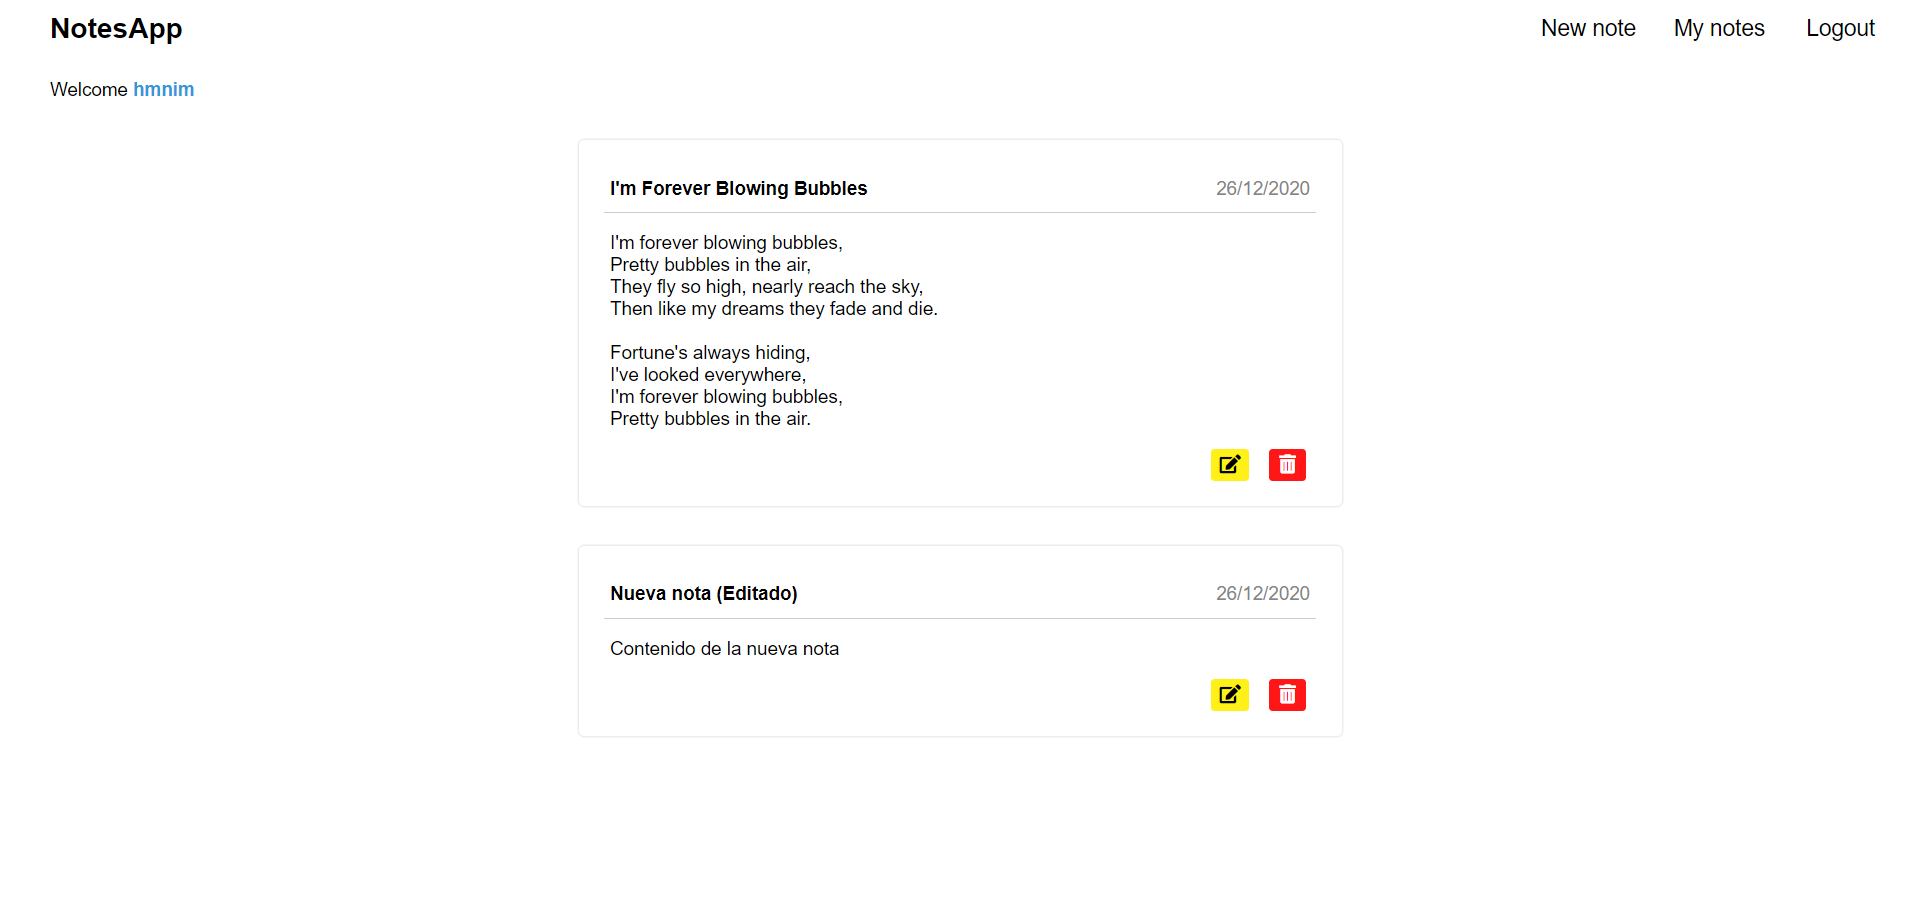 NotesApp
New note
My notes
Logout
Welcome hmnim
I'm Forever Blowing Bubbles
26/12/2020
I'm forever blowing bubbles,
Pretty bubbles in the air,
They fly so high, nearly reach the sky,
Then like my dreams they fade and die.
Fortune's always hiding,
I've looked everywhere,
I'm forever blowing bubbles,
Pretty bubbles in the air.
Nueva nota (Editado)
26/12/2020
Contenido de la nueva nota